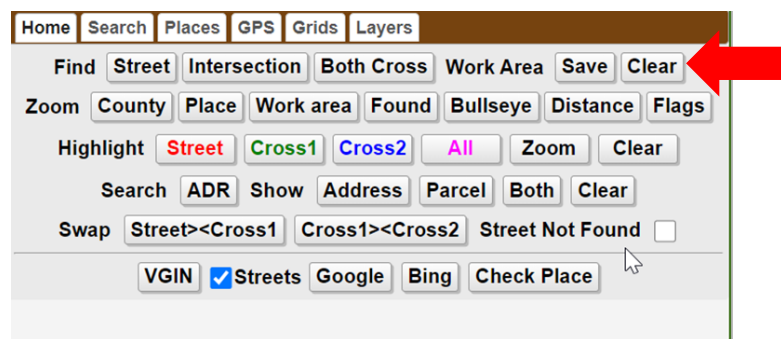 Home Search Places GPS Grids Layers
Find Street Intersection Both Cross Work Area Save Clear
Zoom County Place Work area Found Bullseye Distance Flags
Highlight Street Cross1 Cross2 All Zoom Clear
Search ADR Show Address Parcel Both Clear
Swap Street><Cross1 Cross1><Cross2 Street Not Found
VGIN Streets Google Bing Check Place